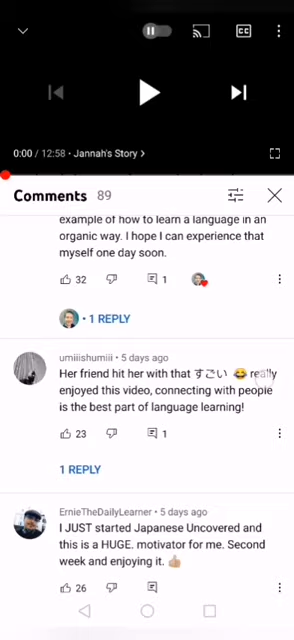 CC
0:00 / 12:58 • Jannah's Story >
Comments 89
example of how to learn a language in an
organic way. I hope I can experience that
myself one day soon.
32 1
• 1 REPLY
umiiishumiii • 5 days ago
Her friend hit her with that すごい 😂 really
enjoyed this video, connecting with people
is the best part of language learning!
23 1
1 REPLY
ErnieTheDailyLearner • 5 days ago
I JUST started Japanese Uncovered and
this is a HUGE. motivator for me. Second
week and enjoying it. 👍🏼
26